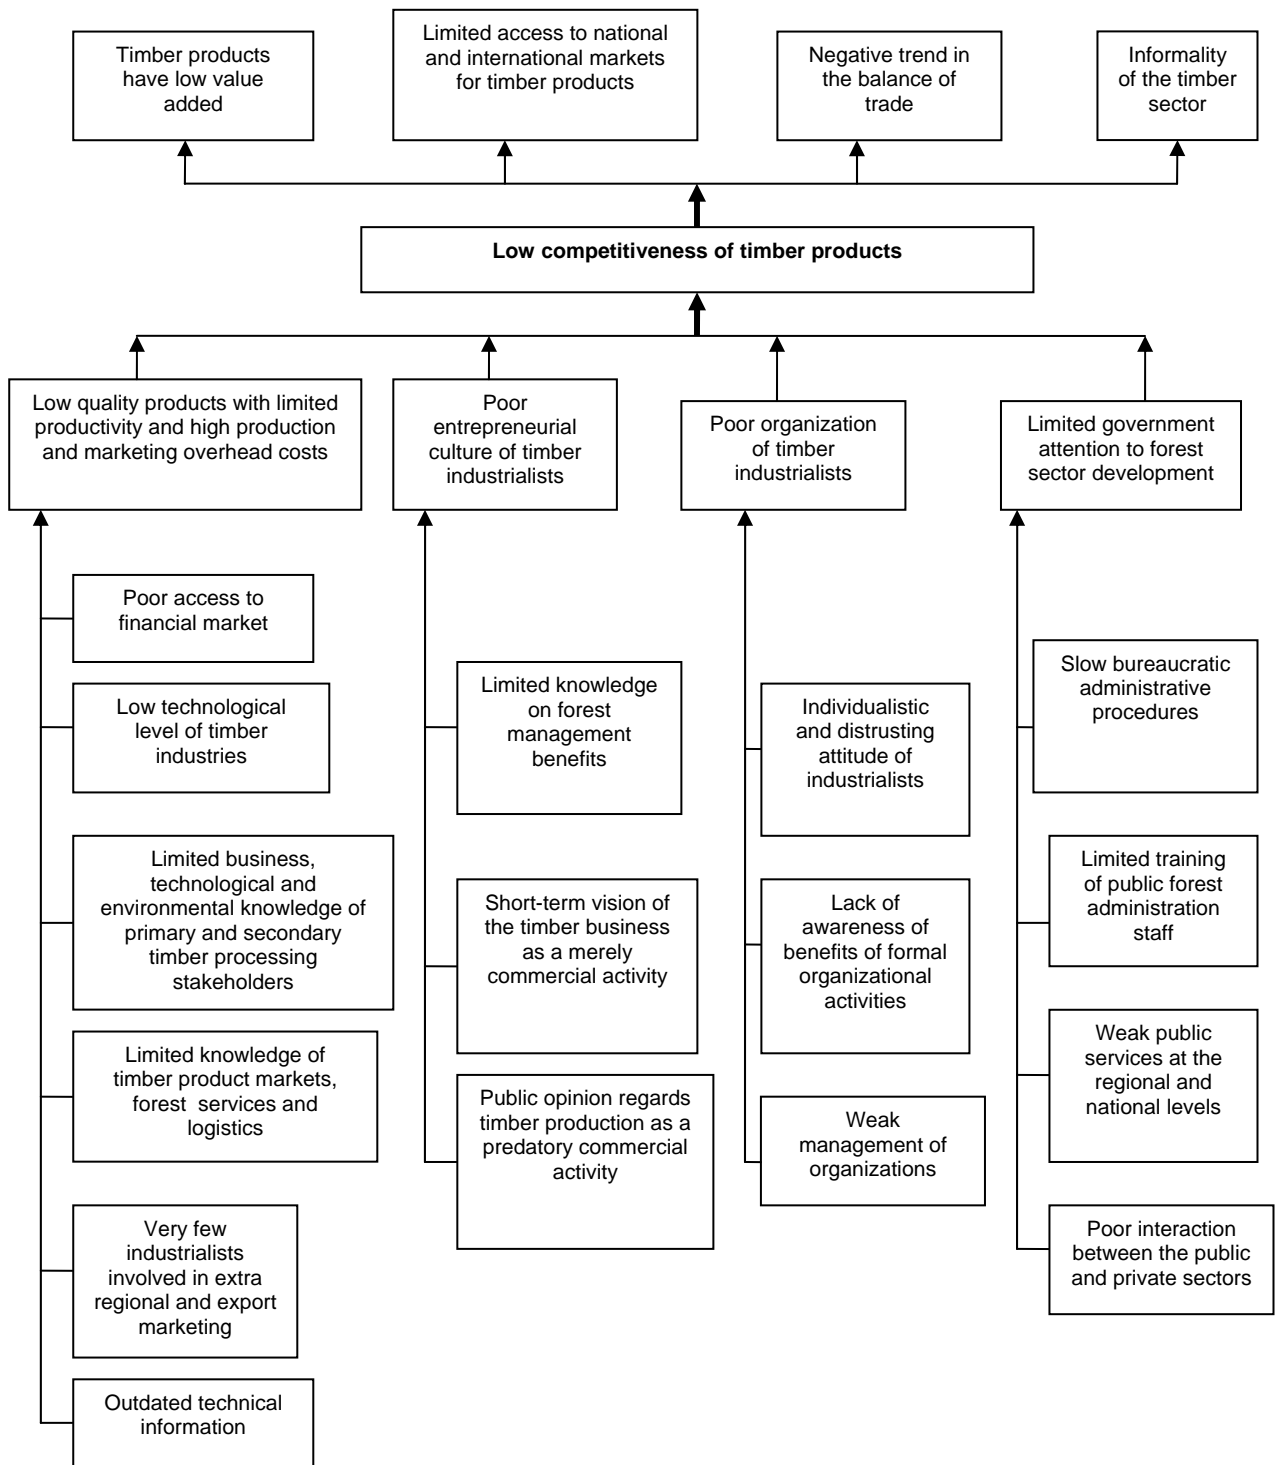 Timber products
have low value
added
Limited access to national
and international markets
for timber products
Negative trend in
the balance of
trade
Informality
of the timber
sector
Low competitiveness of timber products
Low quality products with limited
productivity and high production
and marketing overhead costs
Poor
entrepreneurial
culture of timber
industrialists
Poor organization
of timber
industrialists
Limited government
attention to forest
sector development
Poor access to
financial market
Low technological
level of timber
industries
Limited business,
technological and
environmental knowledge of
primary and secondary
timber processing
stakeholders
Limited knowledge of
timber product markets,
forest services and
logistics
Very few
industrialists
involved in extra
regional and export
marketing
Outdated technical
information
Limited knowledge
on forest
management
benefits
Short-term vision of
the timber business
as a merely
commercial activity
Public opinion regards
timber production as a
predatory commercial
activity
Individualistic
and distrusting
attitude of
industrialists
Lack of
awareness of
benefits of formal
organizational
activities
Weak
management of
organizations
Slow bureaucratic
administrative
procedures
Limited training
of public forest
administration
staff
Weak public
services at the
regional and
national levels
Poor interaction
between the public
and private sectors